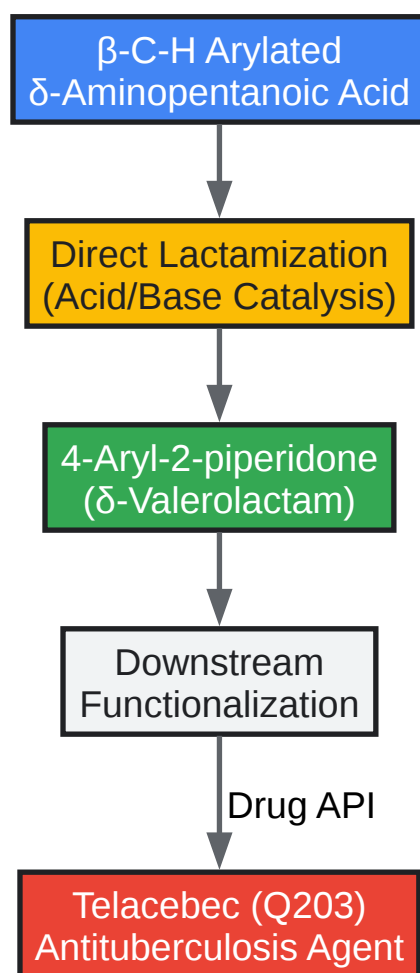 β-C-H Arylated
δ-Aminopentanoic Acid
Direct Lactamization
(Acid/Base Catalysis)
4-Aryl-2-piperidone
(δ-Valerolactam)
Downstream
Functionalization
Drug API
Telacebec (Q203)
Antituberculosis Agent